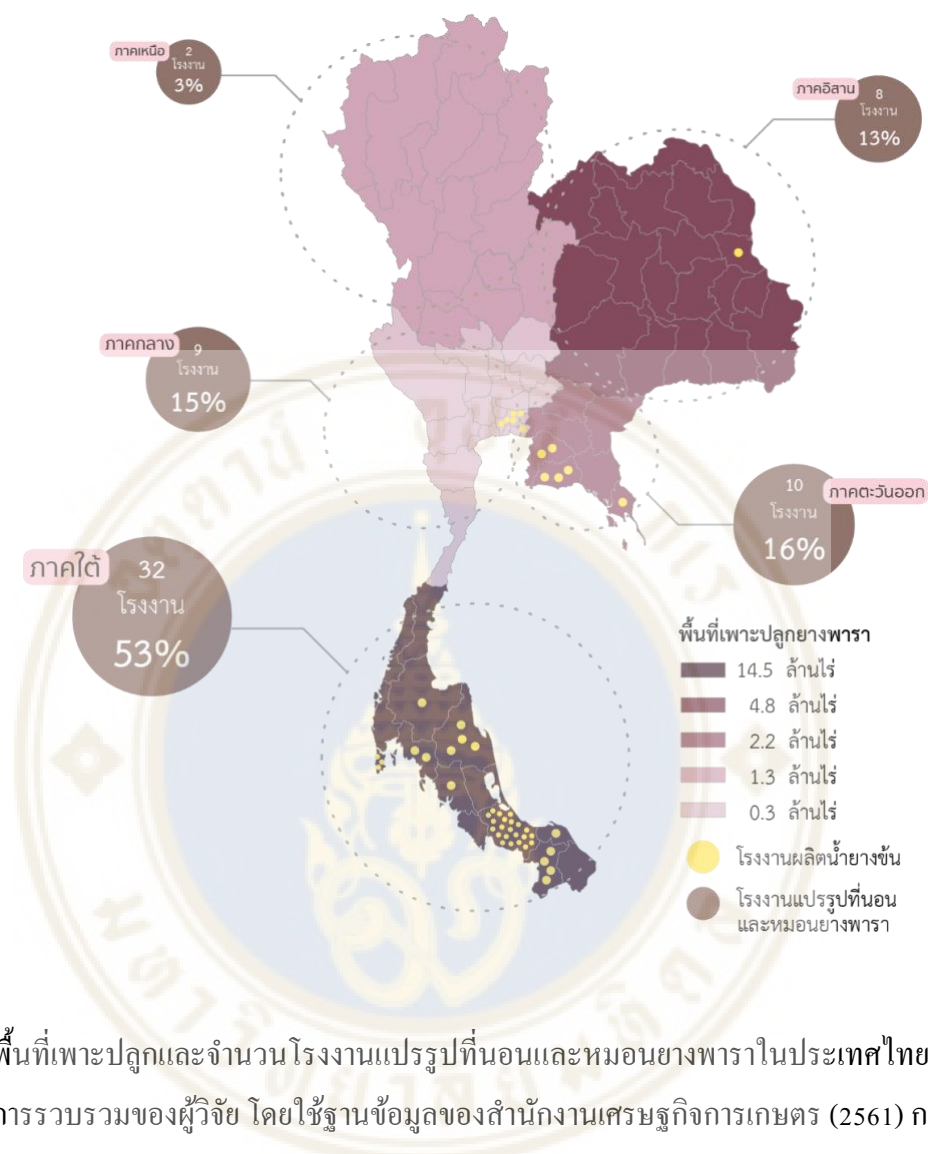 ภาคเหนือ
2
โรงงาน
3%
ภาคอีสาน
8
โรงงาน
13%
ภาคกลาง
9
โรงงาน
15%
10
โรงงาน
16%
ภาคตะวันออก
ภาคใต้
32
โรงงาน
53%
พื้นที่เพาะปลูกยางพารา
14.5 ล้านไร่
4.8 ล้านไร่
2.2 ล้านไร่
1.3 ล้านไร่
0.3 ล้านไร่
โรงงานผลิตน้ำยางข้น
โรงงานแปรรูปที่นอน
และหมอนยางพารา
พื้นที่เพาะปลูกและจำนวนโรงงานแปรรูปที่นอนและหมอนยางพาราในประเทศไทย
การรวบรวมของผู้วิจัย โดยใช้ฐานข้อมูลของสำนักงานเศรษฐกิจการเกษตร (2561) ก